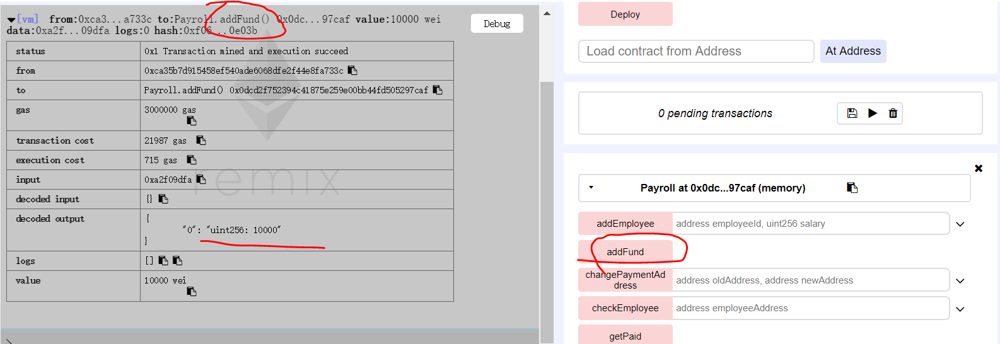 [vm] from:0xca3...a733c to:Payroll.addFund() 0x0dc...97caf value:10000 wei
data:0xa2f...09dfa logs:0 hash:0xf06...0e03b
Debug
status 0x1 Transaction mined and execution succeed
from 0xca35b7d915458ef540ade6068dfe2f44e8fa733c
to Payroll.addFund() 0x0dcd2f752394c41875e259e00bb44fd505297caf
gas 3000000 gas
transaction cost 21987 gas
execution cost 715 gas
input 0xa2f09dfa
decoded input {}
decoded output {
"0": "uint256: 10000"
}
logs []
value 10000 wei
remix
Deploy
Load contract from Address At Address
0 pending transactions
Payroll at 0x0dc...97caf (memory)
addEmployee address employeeId, uint256 salary
addFund
changePaymentAd
dress address oldAddress, address newAddress
checkEmployee address employeeAddress
getPaid